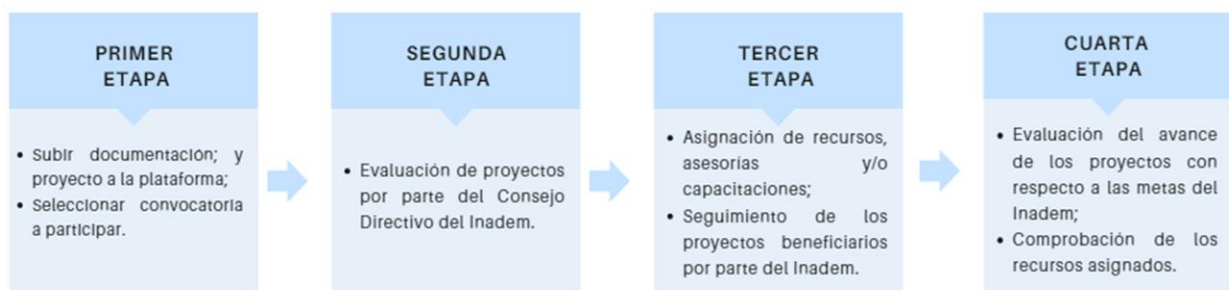 PRIMER
ETAPA
• Subir documentación; y
proyecto a la plataforma;
• Seleccionar convocatoria
a participar.
SEGUNDA
ETAPA
• Evaluación de proyectos
por parte del Consejo
Directivo del Inadem.
TERCER
ETAPA
• Asignación de recursos,
asesorías y/o
capacitaciones;
• Seguimiento de los
proyectos beneficiarios
por parte del Inadem.
CUARTA
ETAPA
• Evaluación del avance
de los proyectos con
respecto a las metas del
Inadem;
• Comprobación de los
recursos asignados.